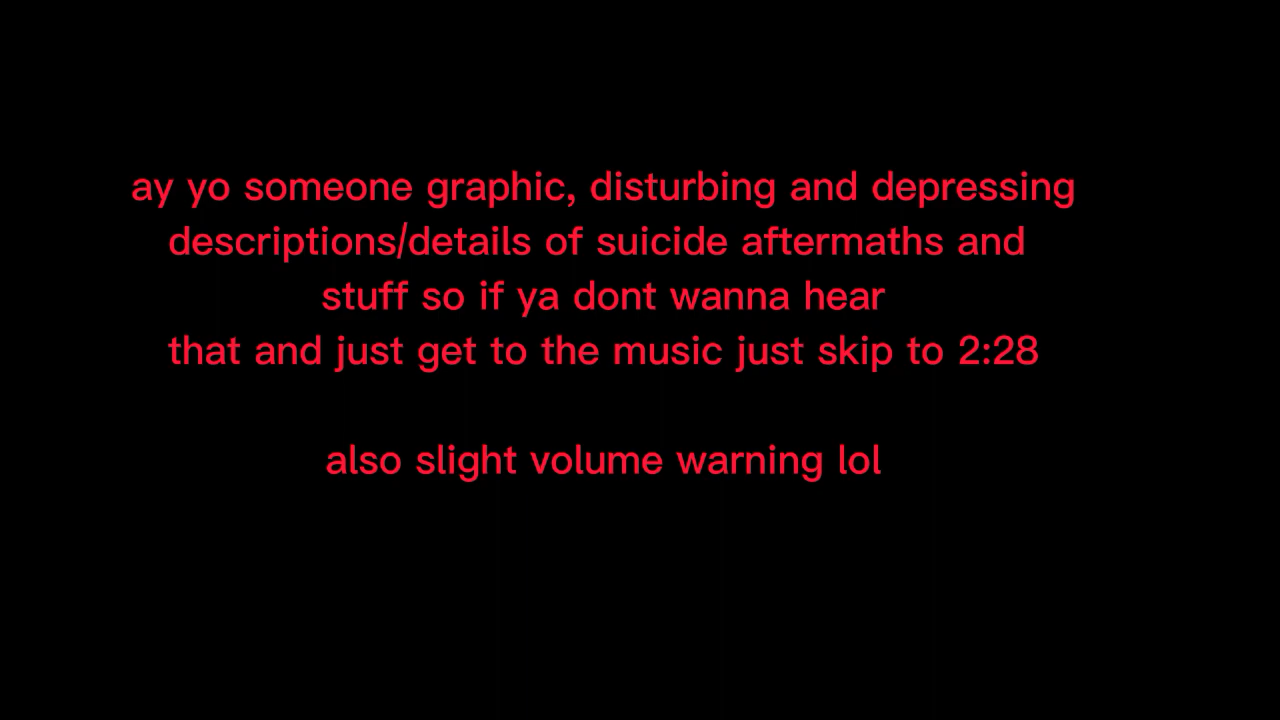 ay yo someone graphic, disturbing and depressing
descriptions/details of suicide aftermaths and
stuff so if ya dont wanna hear
that and just get to the music just skip to 2:28
also slight volume warning lol